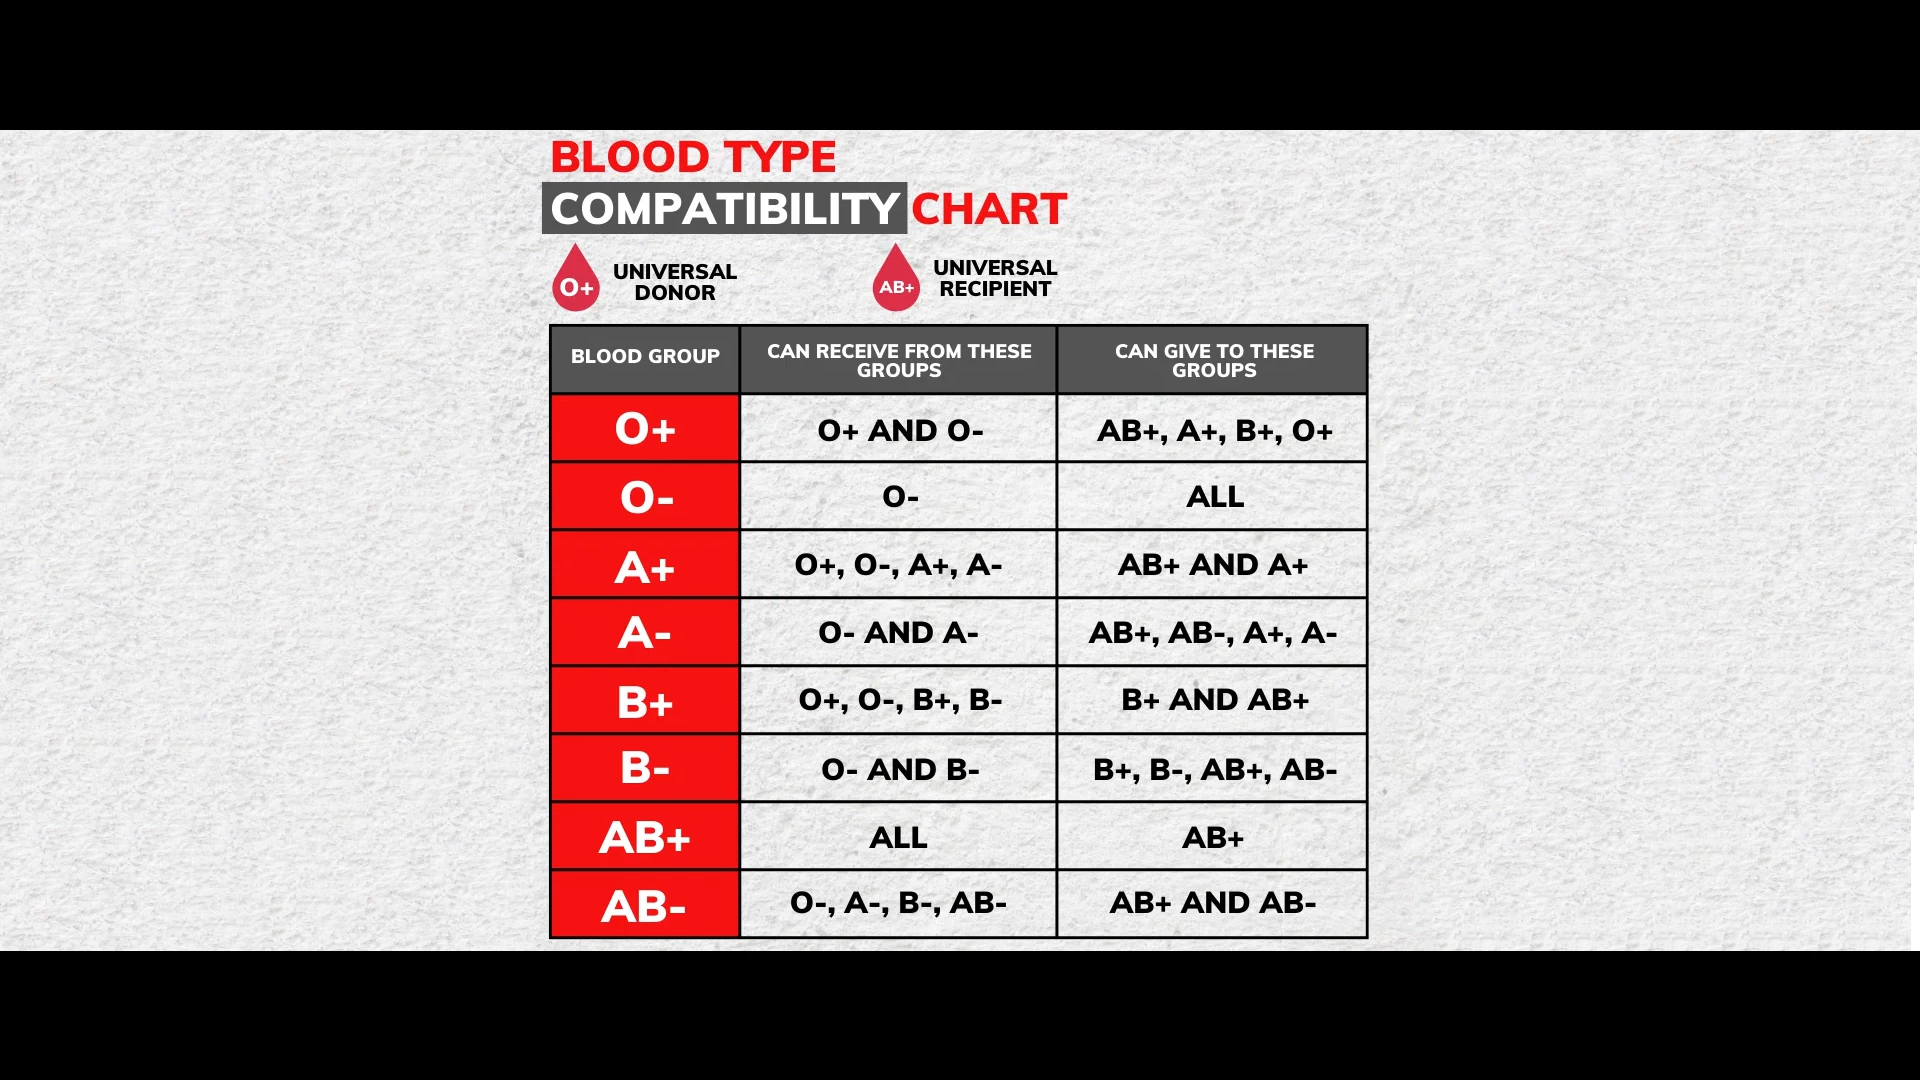 BLOOD TYPE
COMPATIBILITY CHART
O+ UNIVERSAL
DONOR
AB+ UNIVERSAL
RECIPIENT
BLOOD GROUP CAN RECEIVE FROM THESE GROUPS CAN GIVE TO THESE GROUPS
O+ O+ AND O- AB+, A+, B+, O+
O- O- ALL
A+ O+, O-, A+, A- AB+ AND A+
A- O- AND A- AB+, AB-, A+, A-
B+ O+, O-, B+, B- B+ AND AB+
B- O- AND B- B+, B-, AB+, AB-
AB+ ALL AB+
AB- O-, A-, B-, AB- AB+ AND AB-